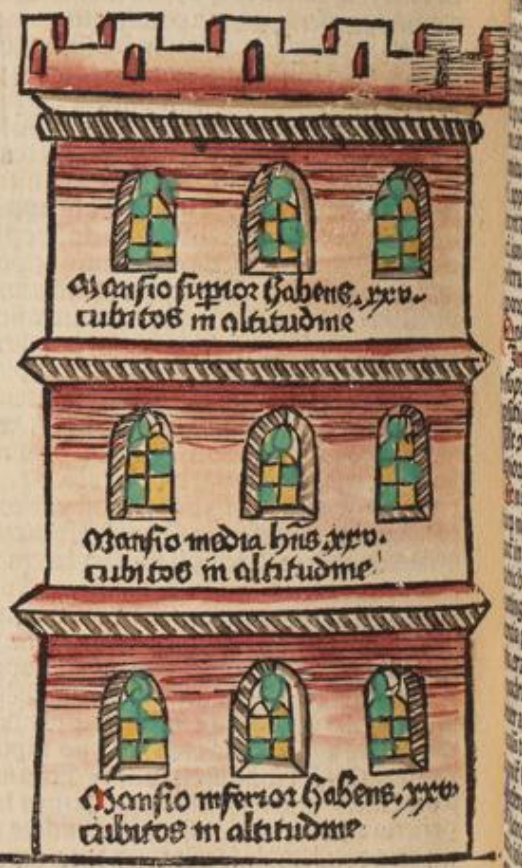 Mansio supior habens. xxv.
cubitos in altitudine
Mansio media hns xxv.
cubitos in altitudine
Mansio inferior habens. xxv
cubitos in altitudine